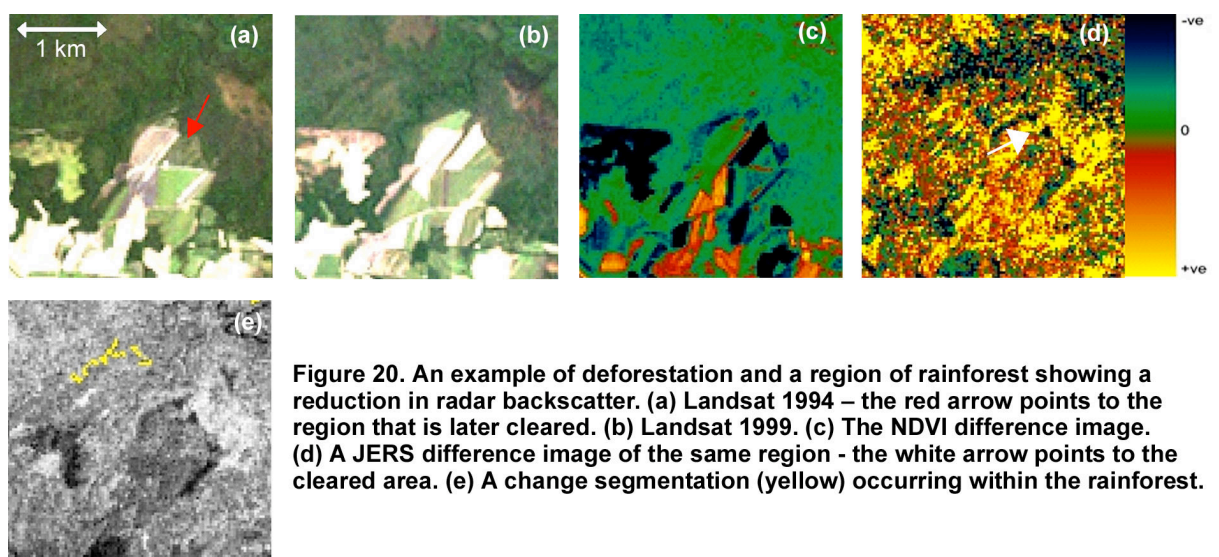 1 km
(a)
(b)
(c)
(d)
-ve
0
+ve
(e)
Figure 20. An example of deforestation and a region of rainforest showing a
reduction in radar backscatter. (a) Landsat 1994 – the red arrow points to the
region that is later cleared. (b) Landsat 1999. (c) The NDVI difference image.
(d) A JERS difference image of the same region - the white arrow points to the
cleared area. (e) A change segmentation (yellow) occurring within the rainforest.